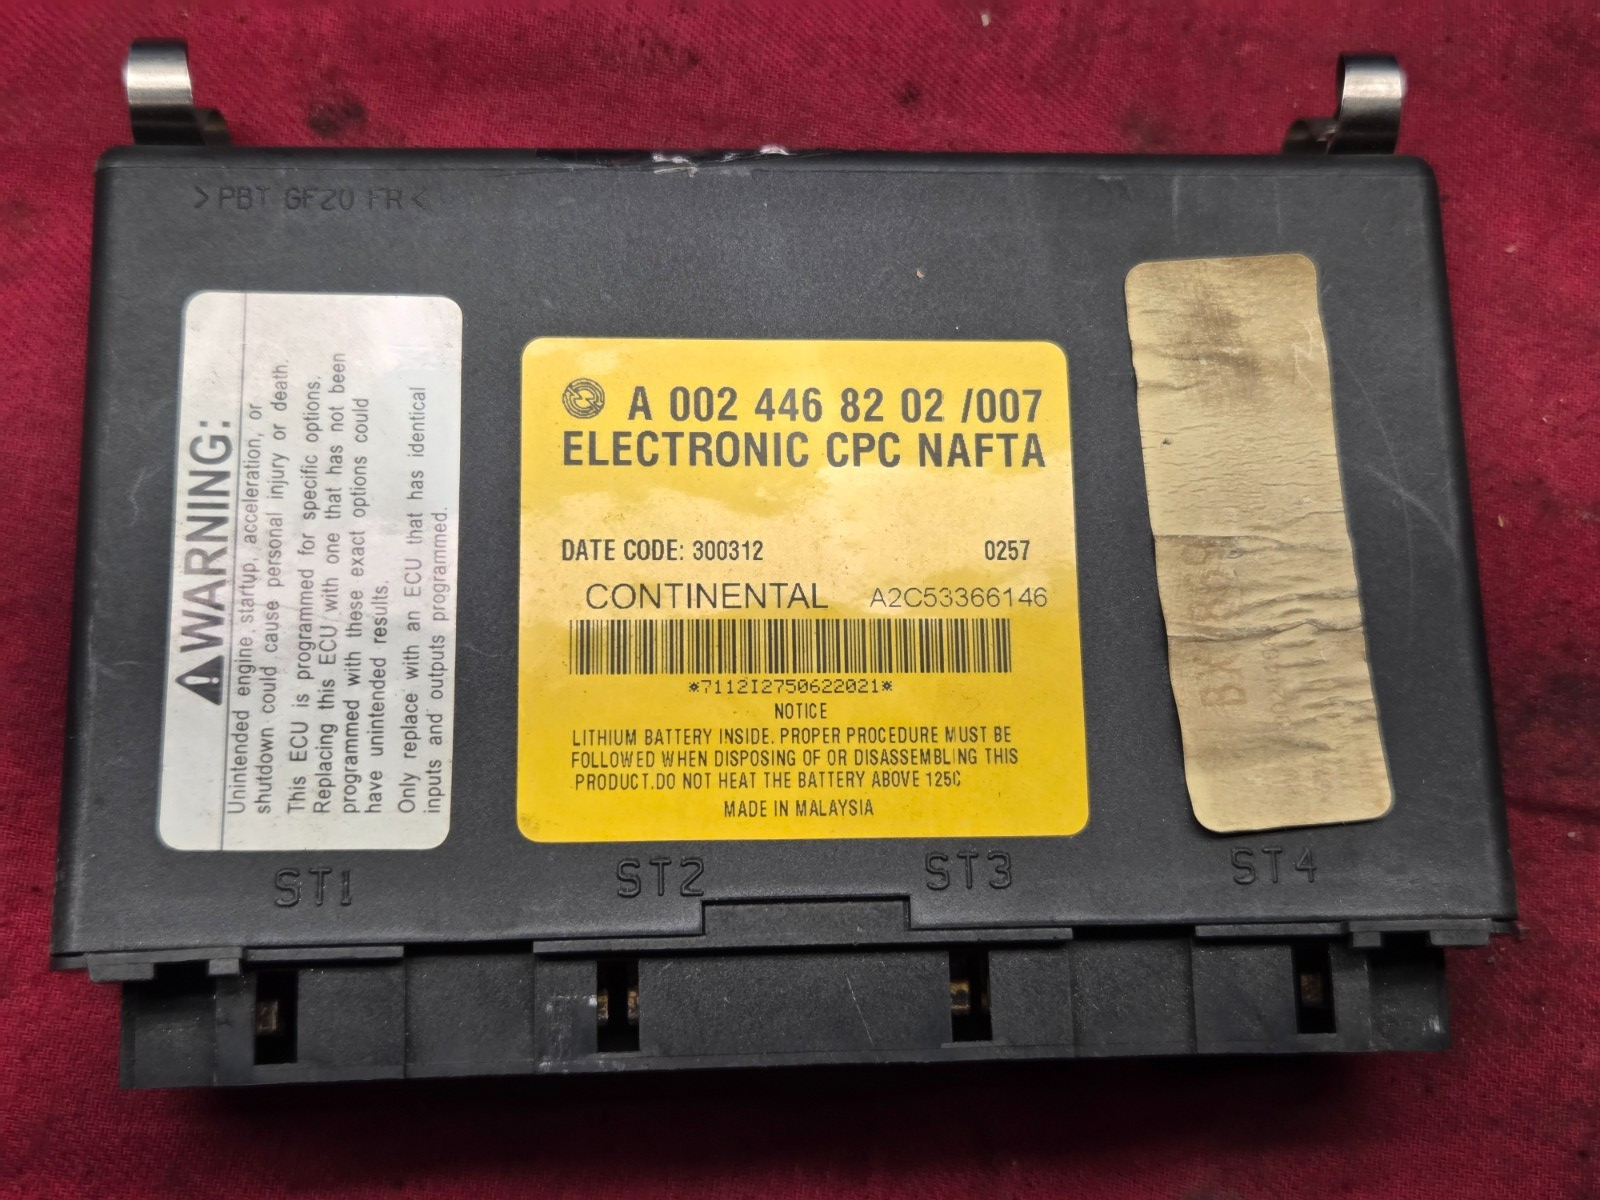 >PBT GF20 FR<
WARNING:
Unintended engine startup, acceleration, or
shutdown could cause personal injury or death.
This ECU is programmed for specific options.
Replacing this ECU with one that has not been
programmed with these exact options could
have unintended results.
Only replace with an ECU that has identical
inputs and outputs programmed.
A 002 446 82 02 /007
ELECTRONIC CPC NAFTA
DATE CODE: 300312 0257
CONTINENTAL A2C53366146
*7112I2750622021*
NOTICE
LITHIUM BATTERY INSIDE. PROPER PROCEDURE MUST BE
FOLLOWED WHEN DISPOSING OF OR DISASSEMBLING THIS
PRODUCT.DO NOT HEAT THE BATTERY ABOVE 125C
MADE IN MALAYSIA
ST1 ST2 ST3 ST4